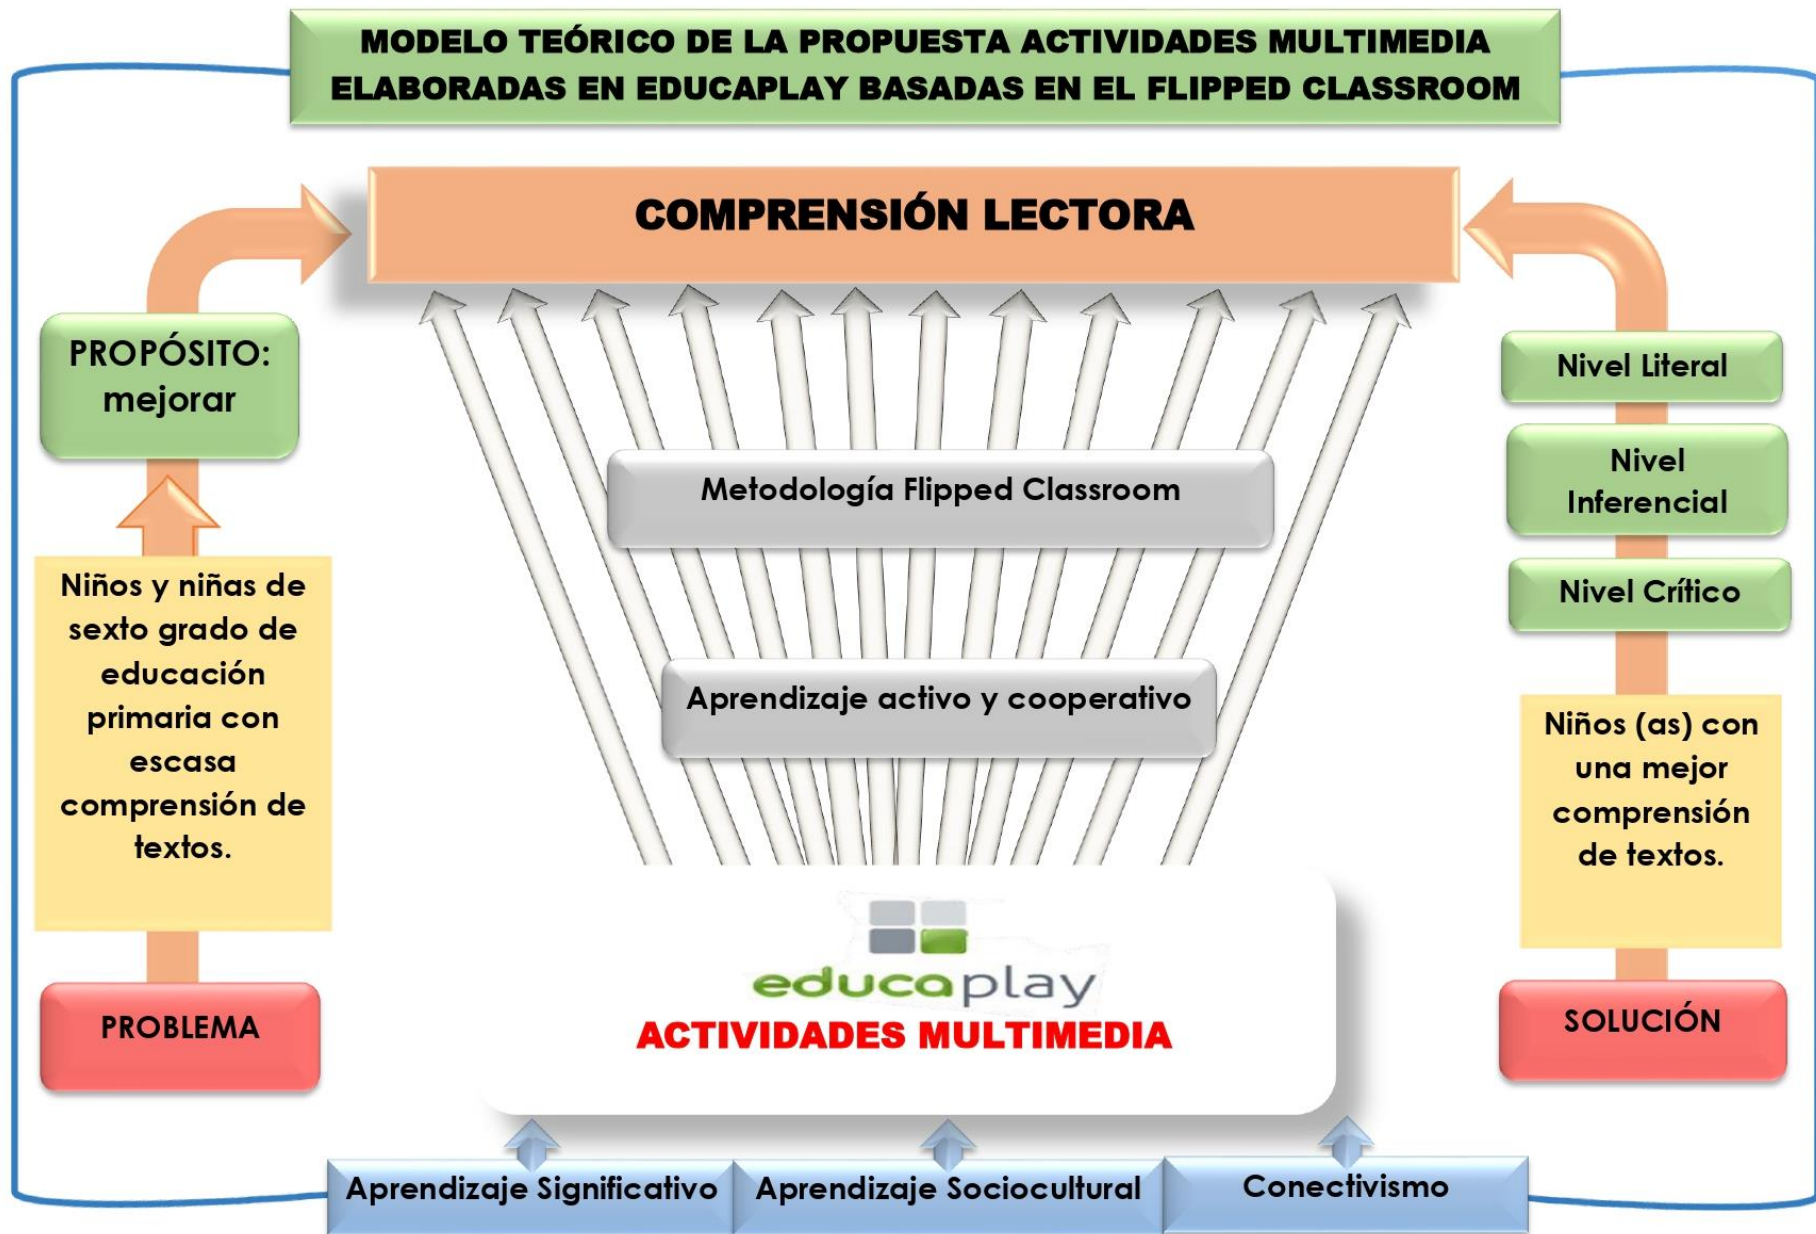 MODELO TEÓRICO DE LA PROPUESTA ACTIVIDADES MULTIMEDIA
ELABORADAS EN EDUCAPLAY BASADAS EN EL FLIPPED CLASSROOM
COMPRENSIÓN LECTORA
PROPÓSITO:
mejorar
Niños y niñas de
sexto grado de
educación
primaria con
escasa
comprensión de
textos.
PROBLEMA
Metodología Flipped Classroom
Aprendizaje activo y cooperativo
educaplay
ACTIVIDADES MULTIMEDIA
Nivel Literal
Nivel
Inferencial
Nivel Crítico
Niños (as) con
una mejor
comprensión
de textos.
SOLUCIÓN
Aprendizaje Significativo
Aprendizaje Sociocultural
Conectivismo